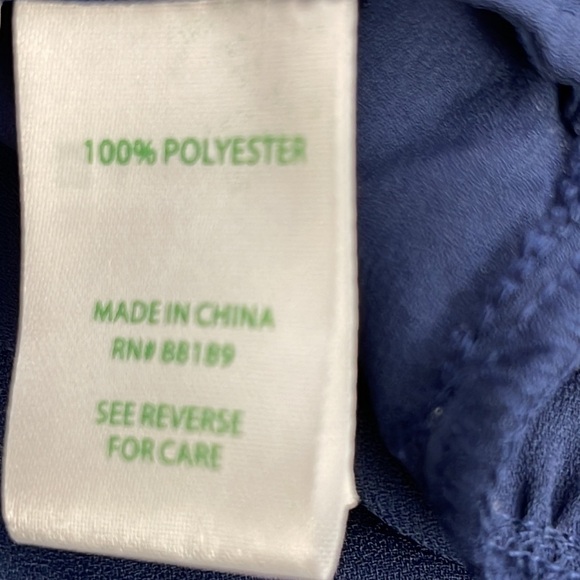 100% POLYESTER
MADE IN CHINA
RN# 88189
SEE REVERSE
FOR CARE